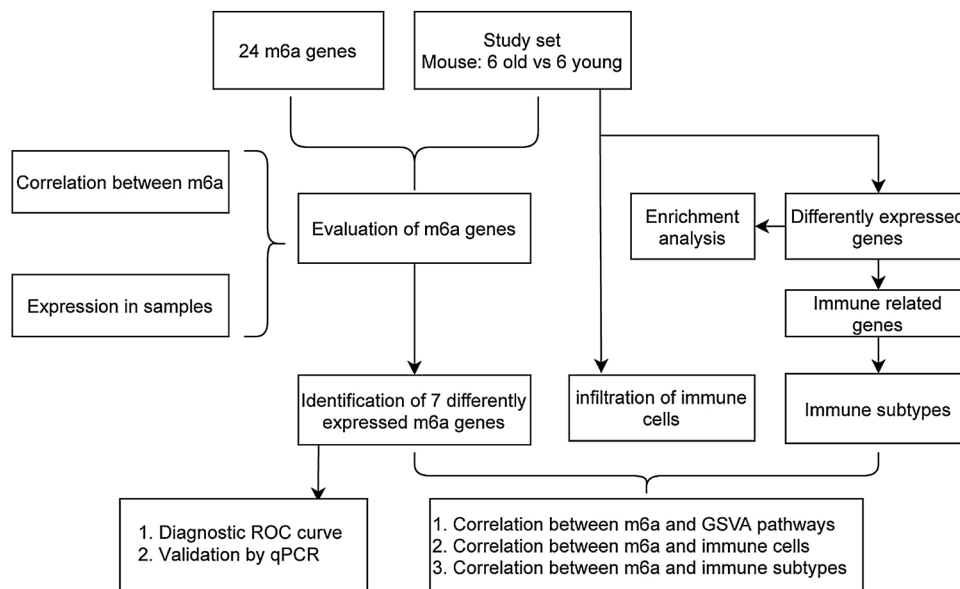 24 m6a genes
Study set
Mouse: 6 old vs 6 young
Correlation between m6a
Expression in samples
Evaluation of m6a genes
Enrichment
analysis
Differently expressed
genes
Immune related
genes
Identification of 7 differently
expressed m6a genes
infiltration of immune
cells
Immune subtypes
1. Diagnostic ROC curve
2. Validation by qPCR
1. Correlation between m6a and GSVA pathways
2. Correlation between m6a and immune cells
3. Correlation between m6a and immune subtypes